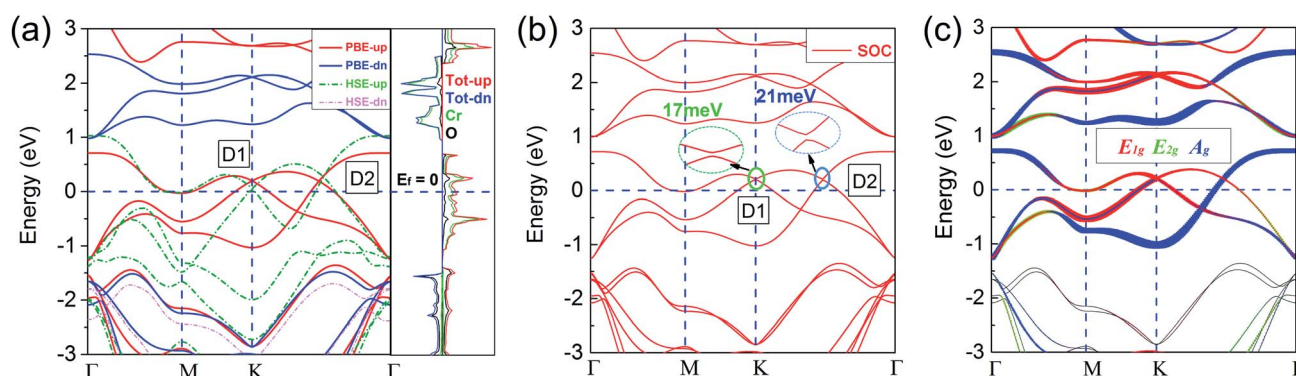 (a)
Energy (eV)
3
2
1
0
-1
-2
-3
Γ
M
K
Γ
PBE-up
PBE-dn
HSE-up
HSE-dn
D1
D2
Ef = 0
Tot-up
Tot-dn
Cr
O
(b)
Energy (eV)
3
2
1
0
-1
-2
-3
Γ
M
K
Γ
SOC
17meV
21meV
D1
D2
(c)
Energy (eV)
3
2
1
0
-1
-2
-3
Γ
M
K
E1g E2g Ag